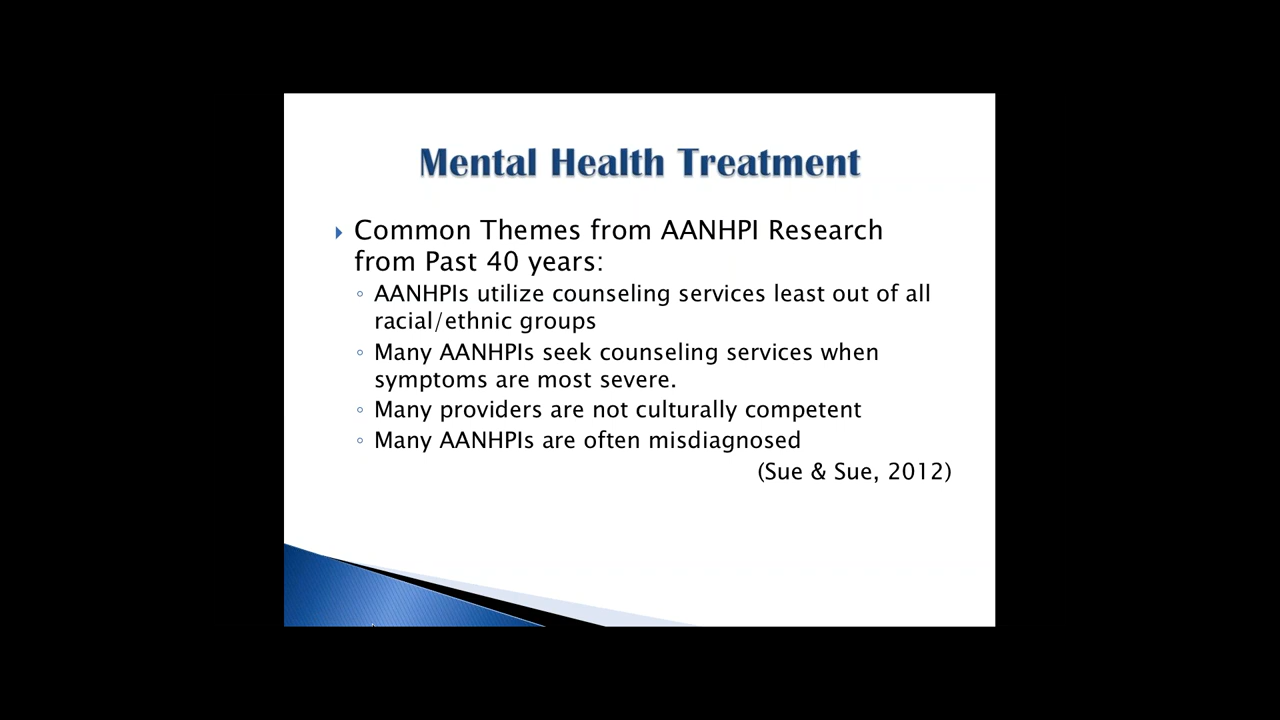 Mental Health Treatment
Common Themes from AANHPI Research
from Past 40 years:
AANHPIs utilize counseling services least out of all
racial/ethnic groups
Many AANHPIs seek counseling services when
symptoms are most severe.
Many providers are not culturally competent
Many AANHPIs are often misdiagnosed
(Sue & Sue, 2012)